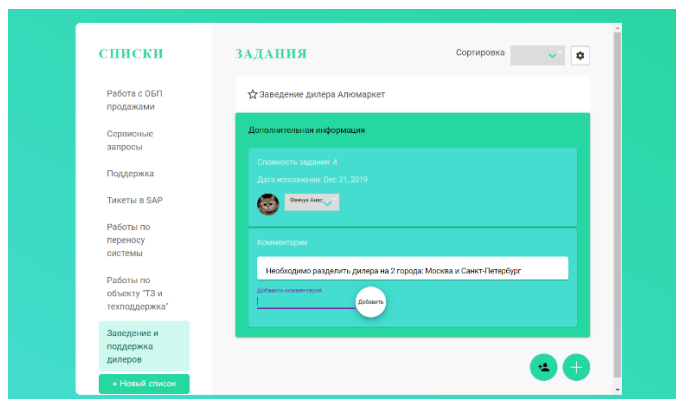 СПИСКИ
Работа с ОБП
продажами
Сервисные
запросы
Поддержка
Тикеты в SAP
Работы по
переносу
системы
Работы по
объекту "ТЗ и
техподдержка"
Заведение и
поддержка
дилеров
+ Новый список
ЗАДАНИЯ
Сортировка
Заведение дилера Алюмаркет
Дополнительная информация
Сложность задания: 4
Дата исполнения: Dec 31, 2019
Комментарии
Необходимо разделить дилера на 2 города: Москва и Санкт-Петербург
Добавить комментарий
Добавить